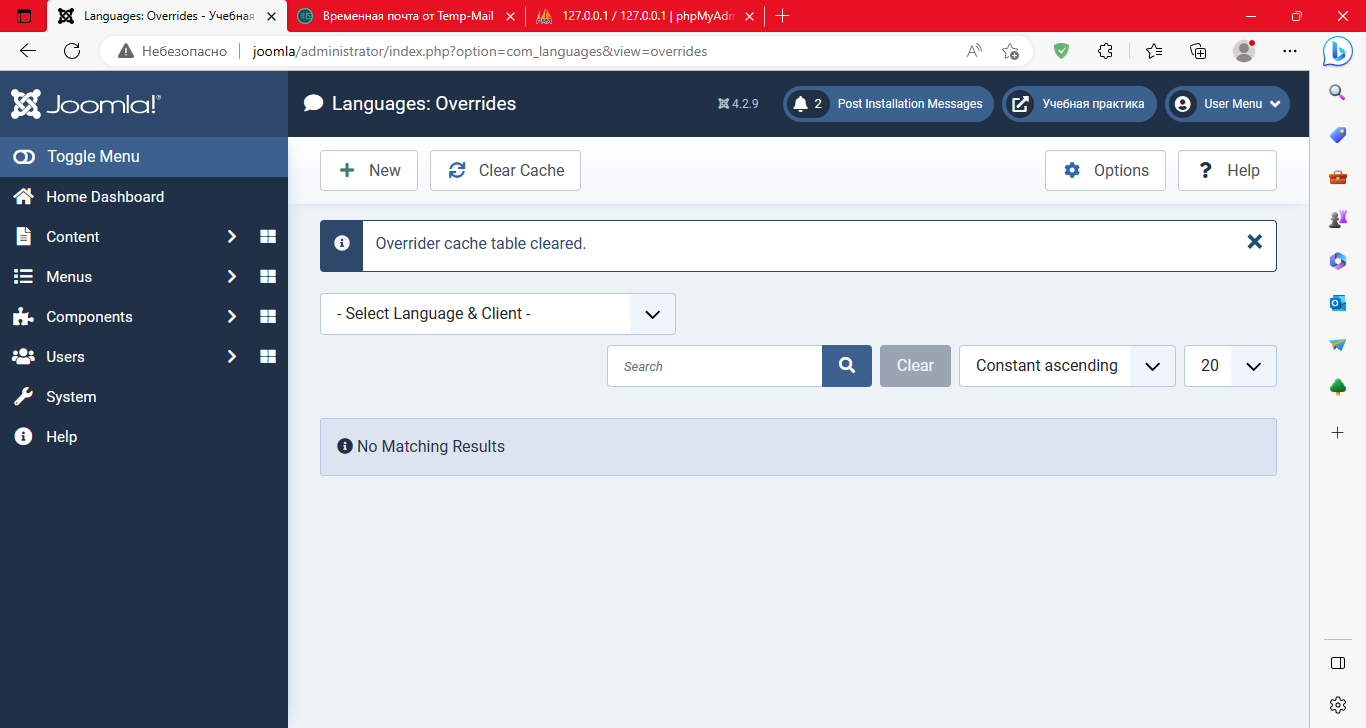 Languages: Overrides - Учебная
Временная почта от Temp-Mail
127.0.0.1 / 127.0.0.1 | phpMyAdm
Небезопасно
joomla/administrator/index.php?option=com_languages&view=overrides
Joomla!®
Languages: Overrides
4.2.9
2
Post Installation Messages
Учебная практика
User Menu
Toggle Menu
Home Dashboard
Content
Menus
Components
Users
System
Help
New
Clear Cache
Options
? Help
Overrider cache table cleared.
- Select Language & Client -
Search
Clear
Constant ascending
20
No Matching Results